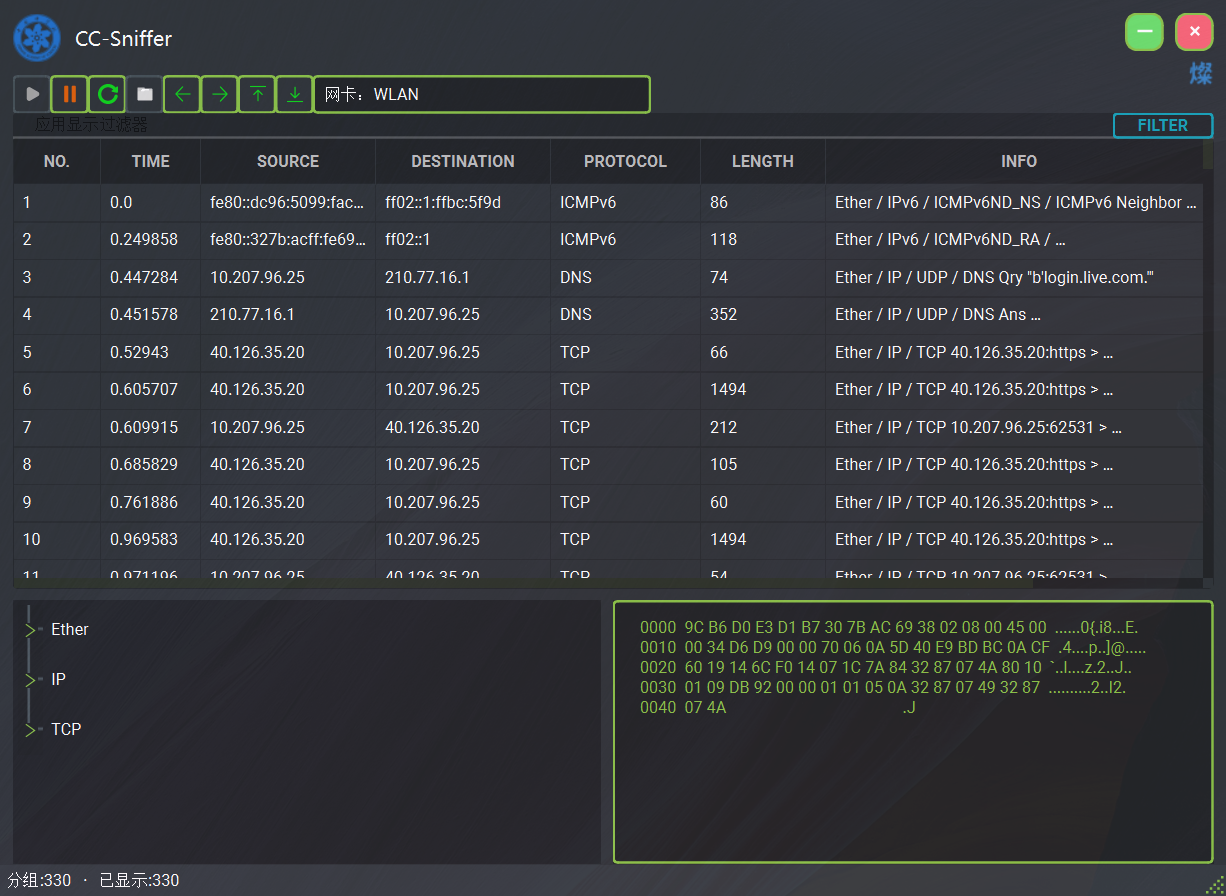 CC-Sniffer
燦
网卡：WLAN
应用显示过滤器
FILTER
NO. TIME SOURCE DESTINATION PROTOCOL LENGTH INFO
1 0.0 fe80::dc96:5099:fac... ff02::1:ffbc:5f9d ICMPv6 86 Ether / IPv6 / ICMPv6ND_NS / ICMPv6 Neighbor ...
2 0.249858 fe80::327b:acff:fe69... ff02::1 ICMPv6 118 Ether / IPv6 / ICMPv6ND_RA / ...
3 0.447284 10.207.96.25 210.77.16.1 DNS 74 Ether / IP / UDP / DNS Qry "b'login.live.com.'"
4 0.451578 210.77.16.1 10.207.96.25 DNS 352 Ether / IP / UDP / DNS Ans ...
5 0.52943 40.126.35.20 10.207.96.25 TCP 66 Ether / IP / TCP 40.126.35.20:https > ...
6 0.605707 40.126.35.20 10.207.96.25 TCP 1494 Ether / IP / TCP 40.126.35.20:https > ...
7 0.609915 10.207.96.25 40.126.35.20 TCP 212 Ether / IP / TCP 10.207.96.25:62531 > ...
8 0.685829 40.126.35.20 10.207.96.25 TCP 105 Ether / IP / TCP 40.126.35.20:https > ...
9 0.761886 40.126.35.20 10.207.96.25 TCP 60 Ether / IP / TCP 40.126.35.20:https > ...
10 0.969583 40.126.35.20 10.207.96.25 TCP 1494 Ether / IP / TCP 40.126.35.20:https > ...
11 0.971196 10.207.96.25 40.126.35.20 TCP 54 Ether / IP / TCP 10.207.96.25:62531 > ...
Ether
IP
TCP
0000 9C B6 D0 E3 D1 B7 30 7B AC 69 38 02 08 00 45 00 ......0{.i8...E.
0010 00 34 D6 D9 00 00 70 06 0A 5D 40 E9 BD BC 0A CF .4....p..]@.....
0020 60 19 14 6C F0 14 07 1C 7A 84 32 87 07 4A 80 10 `..l....z.2..J..
0030 01 09 DB 92 00 00 01 01 05 0A 32 87 07 49 32 87 ..........2..I2.
0040 07 4A .J
分组:330 · 已显示:330